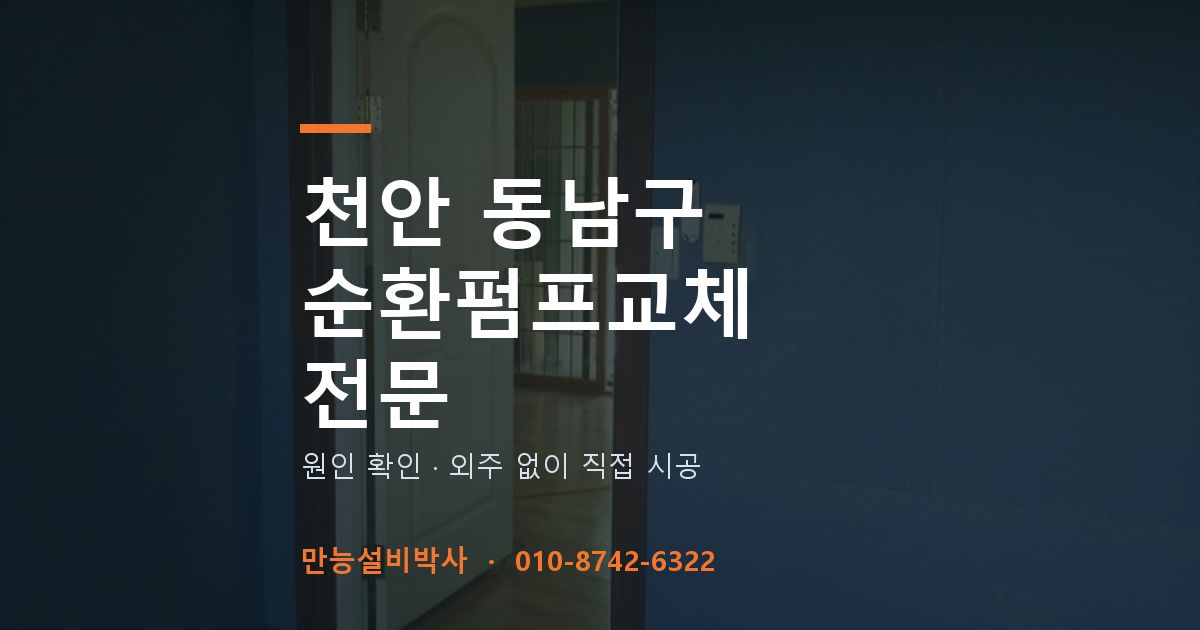 천안 동남구
순환펌프교체
전문
원인 확인 · 외주 없이 직접 시공
만능설비박사 · 010-8742-6322